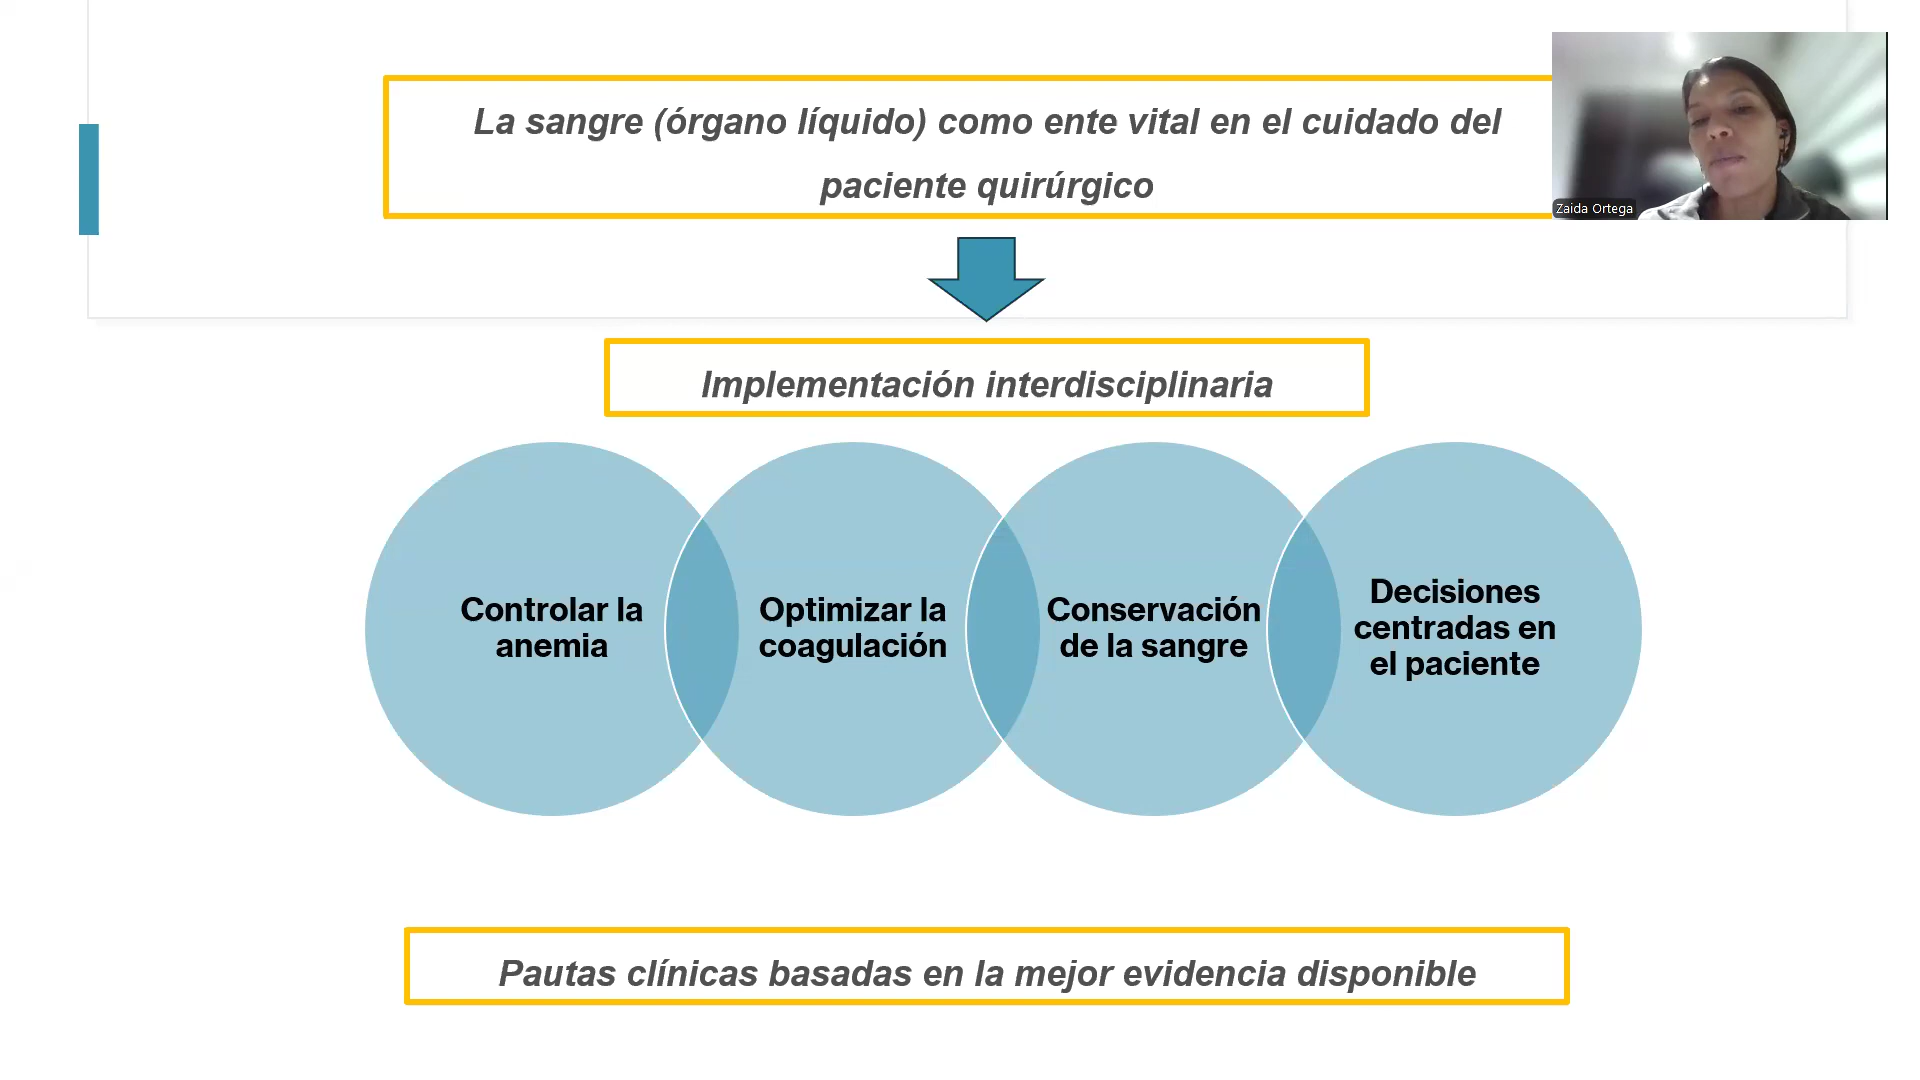 La sangre (órgano líquido) como ente vital en el cuidado del
paciente quirúrgico
Zaida Ortega
Implementación interdisciplinaria
Controlar la
anemia
Optimizar la
coagulación
Conservación
de la sangre
Decisiones
centradas en
el paciente
Pautas clínicas basadas en la mejor evidencia disponible